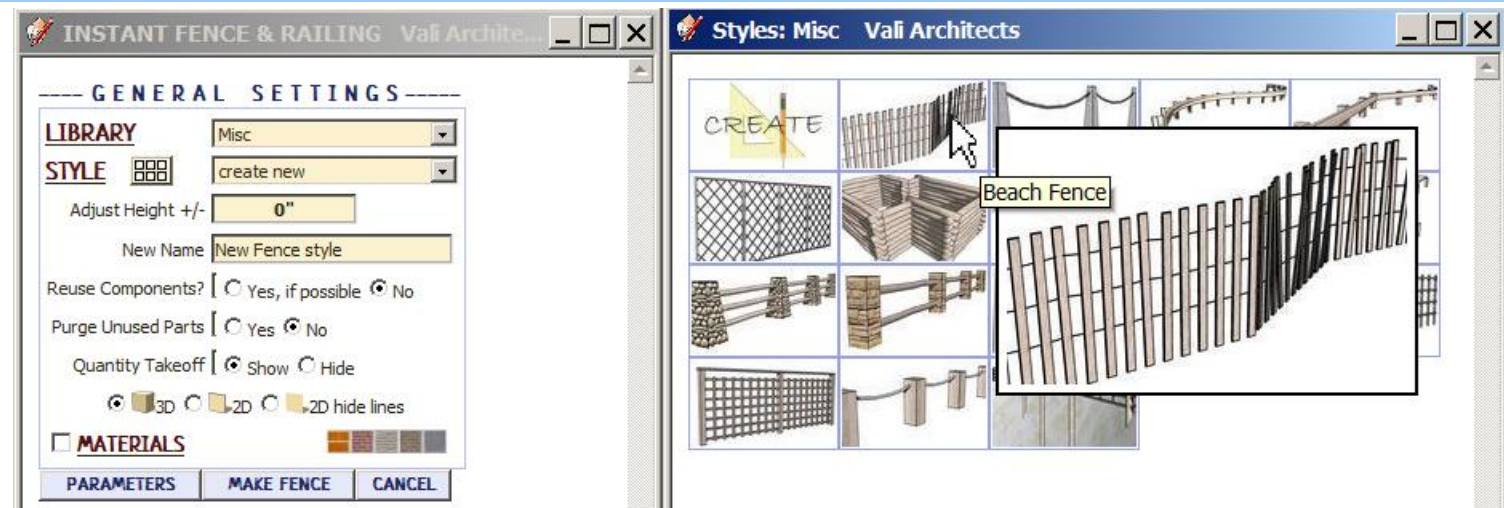 INSTANT FENCE & RAILING Vali Archite...
---- GENERAL SETTINGS-----
LIBRARY Misc
STYLE create new
Adjust Height +/- 0"
New Name New Fence style
Reuse Components? [ Yes, if possible No
Purge Unused Parts [ Yes No
Quantity Takeoff [ Show Hide
3D 2D 2D hide lines
MATERIALS
PARAMETERS MAKE FENCE CANCEL
Styles: Misc Vali Architects
CREATE
Beach Fence